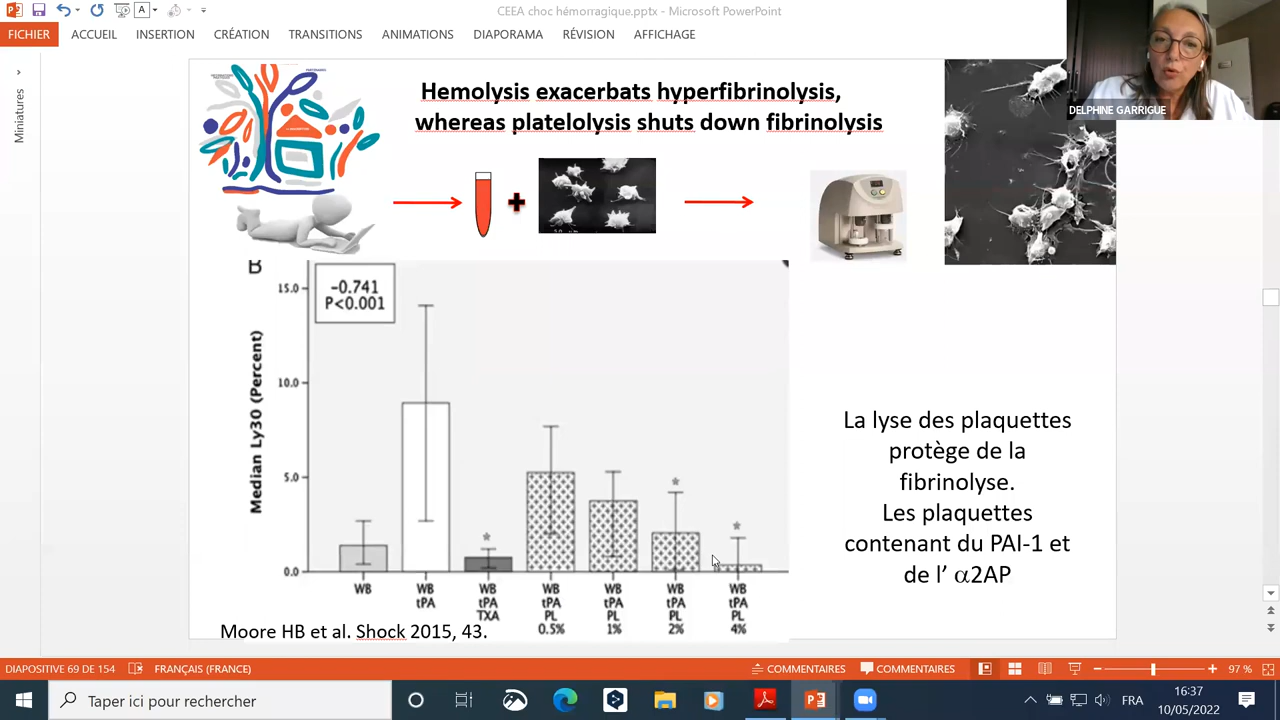 CEEA choc hémorragique.pptx - Microsoft PowerPoint
FICHIER ACCUEIL INSERTION CRÉATION TRANSITIONS ANIMATIONS DIAPORAMA RÉVISION AFFICHAGE
DELPHINE GARRIGUE
Miniatures
Hemolysis exacerbats hyperfibrinolysis,
whereas platelolysis shuts down fibrinolysis
B
-0.741
P<0.001
Median Ly30 (Percent)
15.0
10.0
5.0
0.0
WB
WB
tPA
WB
tPA
TXA
WB
tPA
PL
0.5%
WB
tPA
PL
1%
WB
tPA
PL
2%
WB
tPA
PL
4%
La lyse des plaquettes
protège de la
fibrinolyse.
Les plaquettes
contenant du PAI-1 et
de l’ α2AP
Moore HB et al. Shock 2015, 43.
DIAPOSITIVE 69 DE 154 FRANÇAIS (FRANCE) COMMENTAIRES COMMENTAIRES 97 %
Taper ici pour rechercher
FRA
16:37
10/05/2022